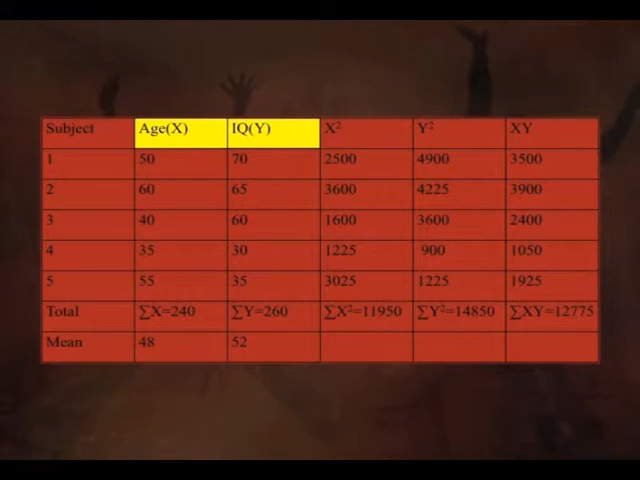 Subject Age(X) IQ(Y) X² Y² XY
1 50 70 2500 4900 3500
2 60 65 3600 4225 3900
3 40 60 1600 3600 2400
4 35 30 1225 900 1050
5 55 35 3025 1225 1925
Total ∑X=240 ∑Y=260 ∑X²=11950 ∑Y²=14850 ∑XY=12775
Mean 48 52